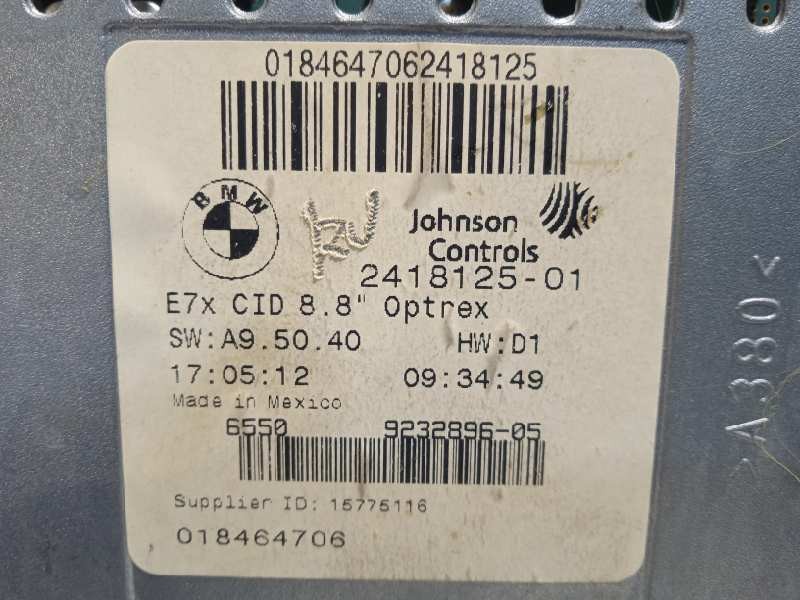 0184647062418125
BMW
Johnson
Controls
2418125-01
E7x CID 8.8" Optrex
SW:A9.50.40 HW:D1
17:05:12 09:34:49
Made in Mexico
6550 9232896-05
Supplier ID: 15775116
018464706
>A380<